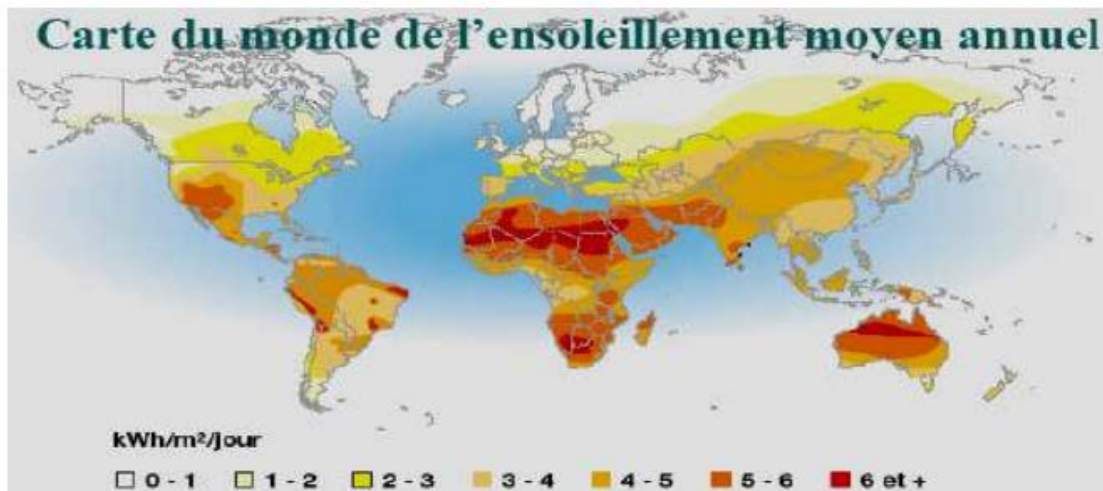 Carte du monde de l'ensoleillement moyen annuel
kWh/m²/jour
0 - 1 1 - 2 2 - 3 3 - 4 4 - 5 5 - 6 6 et +